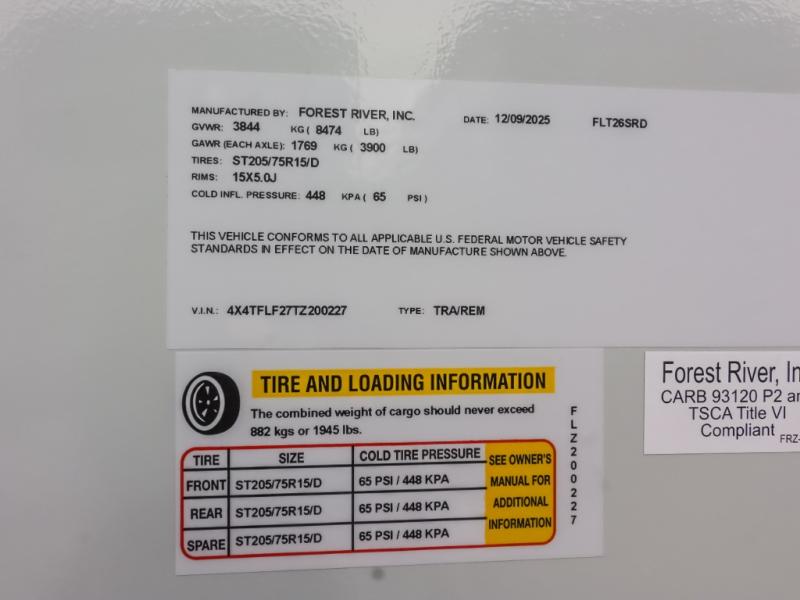 MANUFACTURED BY: FOREST RIVER, INC. DATE: 12/09/2025 FLT26SRD
GVWR: 3844 KG ( 8474 LB)
GAWR (EACH AXLE): 1769 KG ( 3900 LB)
TIRES: ST205/75R15/D
RIMS: 15X5.0J
COLD INFL. PRESSURE: 448 KPA ( 65 PSI )
THIS VEHICLE CONFORMS TO ALL APPLICABLE U.S. FEDERAL MOTOR VEHICLE SAFETY
STANDARDS IN EFFECT ON THE DATE OF MANUFACTURE SHOWN ABOVE.
V.I.N.: 4X4TFLF27TZ200227 TYPE: TRA/REM
TIRE AND LOADING INFORMATION
The combined weight of cargo should never exceed
882 kgs or 1945 lbs.
TIRE SIZE COLD TIRE PRESSURE
FRONT ST205/75R15/D 65 PSI / 448 KPA
REAR ST205/75R15/D 65 PSI / 448 KPA
SPARE ST205/75R15/D 65 PSI / 448 KPA
SEE OWNER'S
MANUAL FOR
ADDITIONAL
INFORMATION
FLZ200227
Forest River, In
CARB 93120 P2 an
TSCA Title VI
Compliant FRZ-